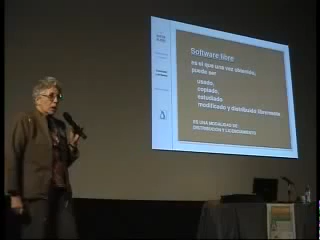 Software libre
es el que una vez obtenido,
puede ser
usado,
copiado,
estudiado
modificado y distribuido libremente
ES UNA MODALIDAD DE
DISTRIBUCION Y LICENCIAMIENTO